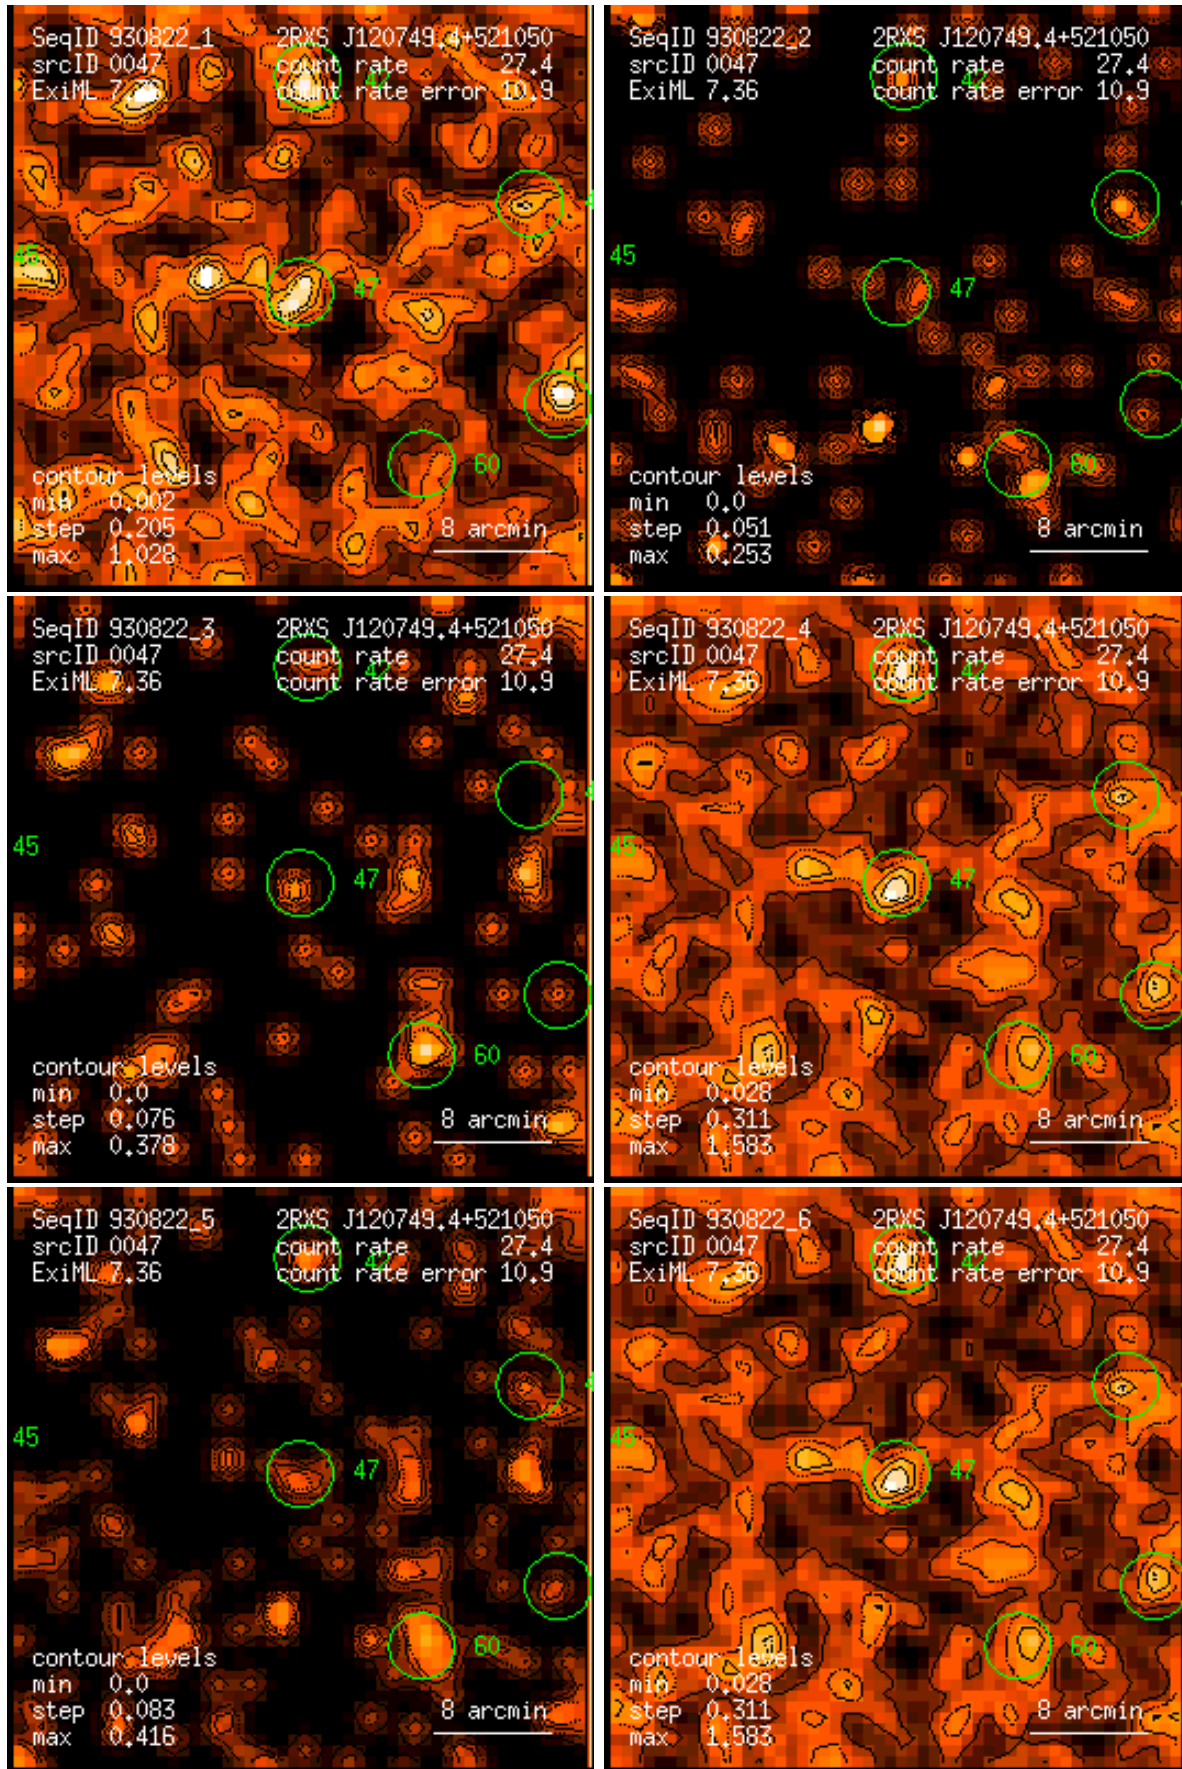 SeqID 930822_1 2RXS J120749.4+521050
srcID 0047 count rate 27.4
ExiML 7.36 count rate error 10.9
42
45
47
60
contour levels
min 0.002
step 0.205
max 1.028
8 arcmin
SeqID 930822_2 2RXS J120749.4+521050
srcID 0047 count rate 27.4
ExiML 7.36 count rate error 10.9
42
45
47
60
contour levels
min 0.0
step 0.051
max 0.253
8 arcmin
SeqID 930822_3 2RXS J120749.4+521050
srcID 0047 count rate 27.4
ExiML 7.36 count rate error 10.9
42
45
47
60
contour levels
min 0.0
step 0.076
max 0.378
8 arcmin
SeqID 930822_4 2RXS J120749.4+521050
srcID 0047 count rate 27.4
ExiML 7.36 count rate error 10.9
42
45
47
60
contour levels
min 0.028
step 0.311
max 1.583
8 arcmin
SeqID 930822_5 2RXS J120749.4+521050
srcID 0047 count rate 27.4
ExiML 7.36 count rate error 10.9
42
45
47
60
contour levels
min 0.0
step 0.083
max 0.416
8 arcmin
SeqID 930822_6 2RXS J120749.4+521050
srcID 0047 count rate 27.4
ExiML 7.36 count rate error 10.9
42
45
47
60
contour levels
min 0.028
step 0.311
max 1.583
8 arcmin